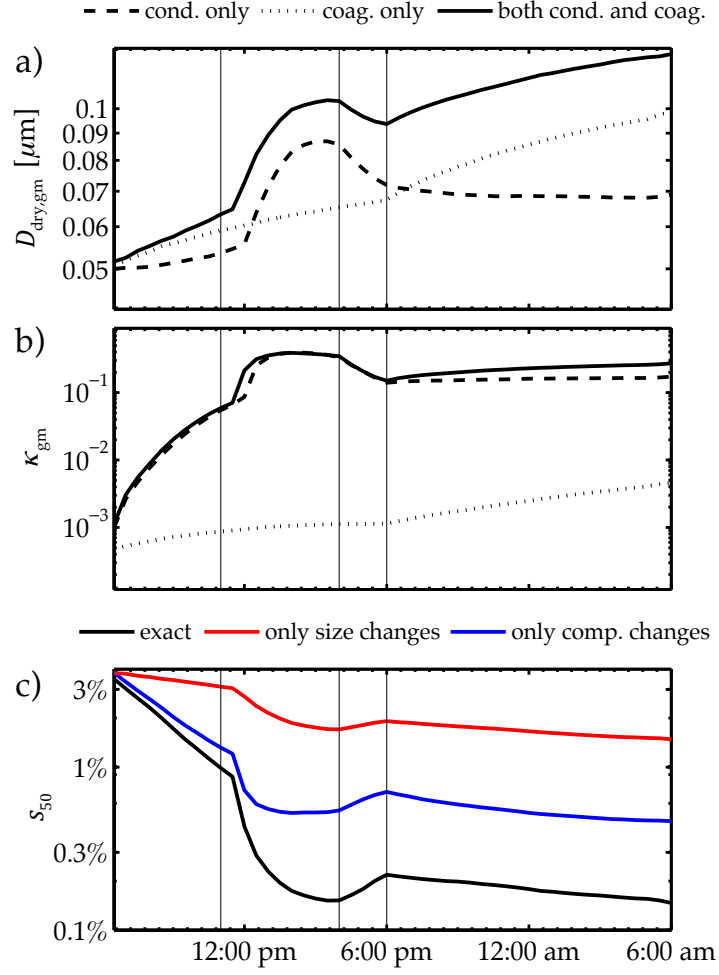 cond. only coag. only both cond. and coag.
a)
0.1
0.09
0.08
0.07
0.06
0.05
D_dry,gm [μm]
b)
10^−1
10^−2
10^−3
κ_gm
exact only size changes only comp. changes
c)
3%
1%
0.3%
0.1%
s_50
12:00 pm 6:00 pm 12:00 am 6:00 am